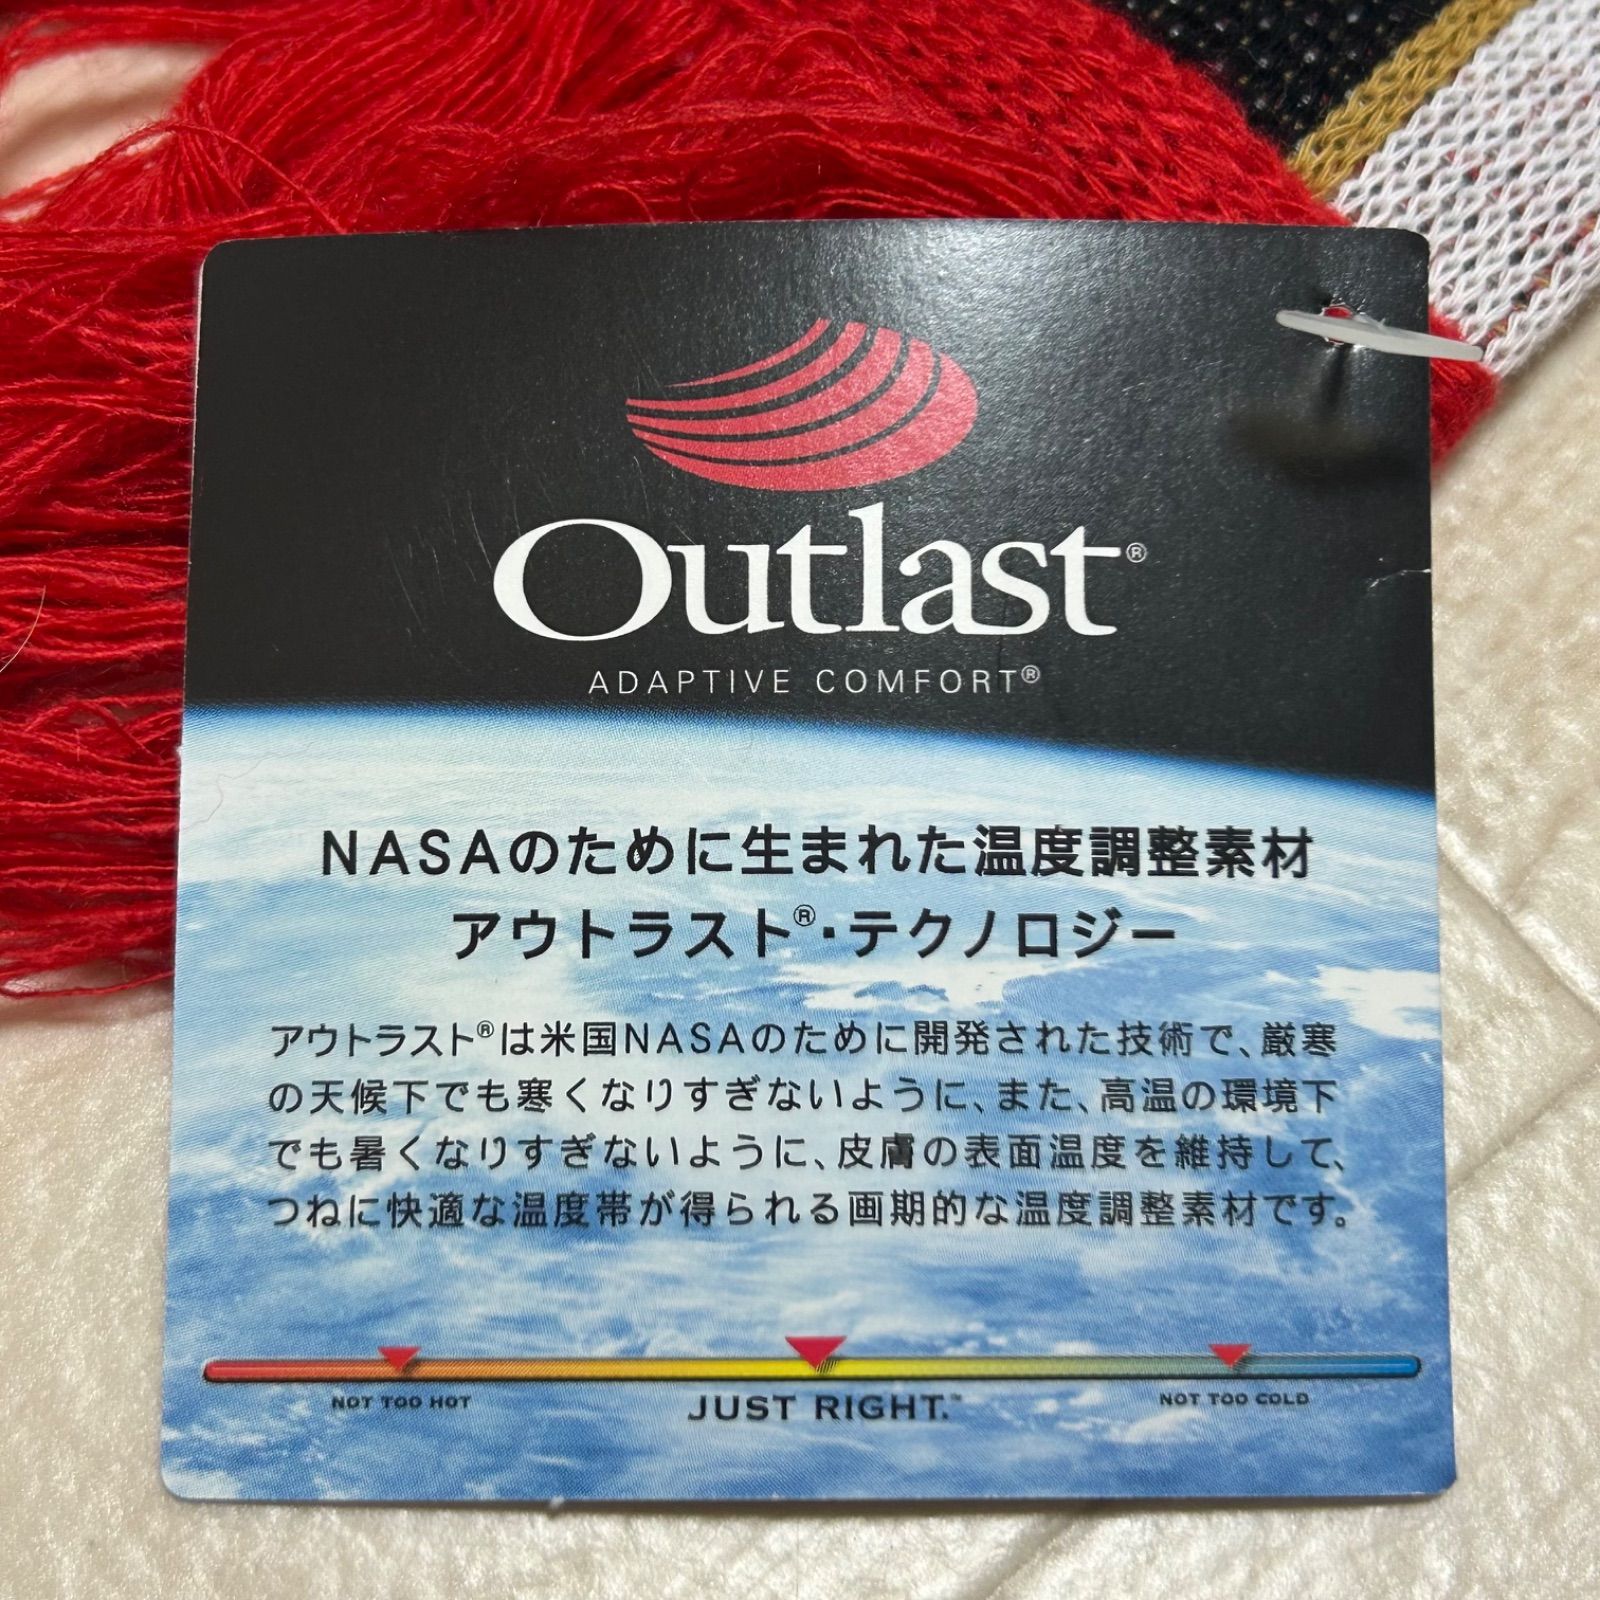 Outlast®
ADAPTIVE COMFORT®
NASAのために生まれた温度調整素材
アウトラスト®・テクノロジー
アウトラスト®は米国NASAのために開発された技術で、厳寒
の天候下でも寒くなりすぎないように、また、高温の環境下
でも暑くなりすぎないように、皮膚の表面温度を維持して、
つねに快適な温度帯が得られる画期的な温度調整素材です。
NOT TOO HOT
JUST RIGHT.™
NOT TOO COLD